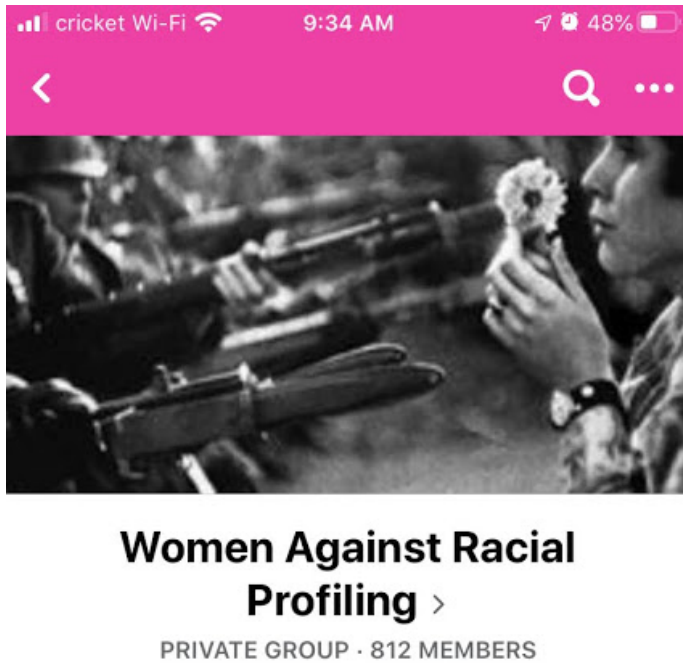 cricket Wi-Fi 9:34 AM 48%
Women Against Racial
Profiling >
PRIVATE GROUP · 812 MEMBERS